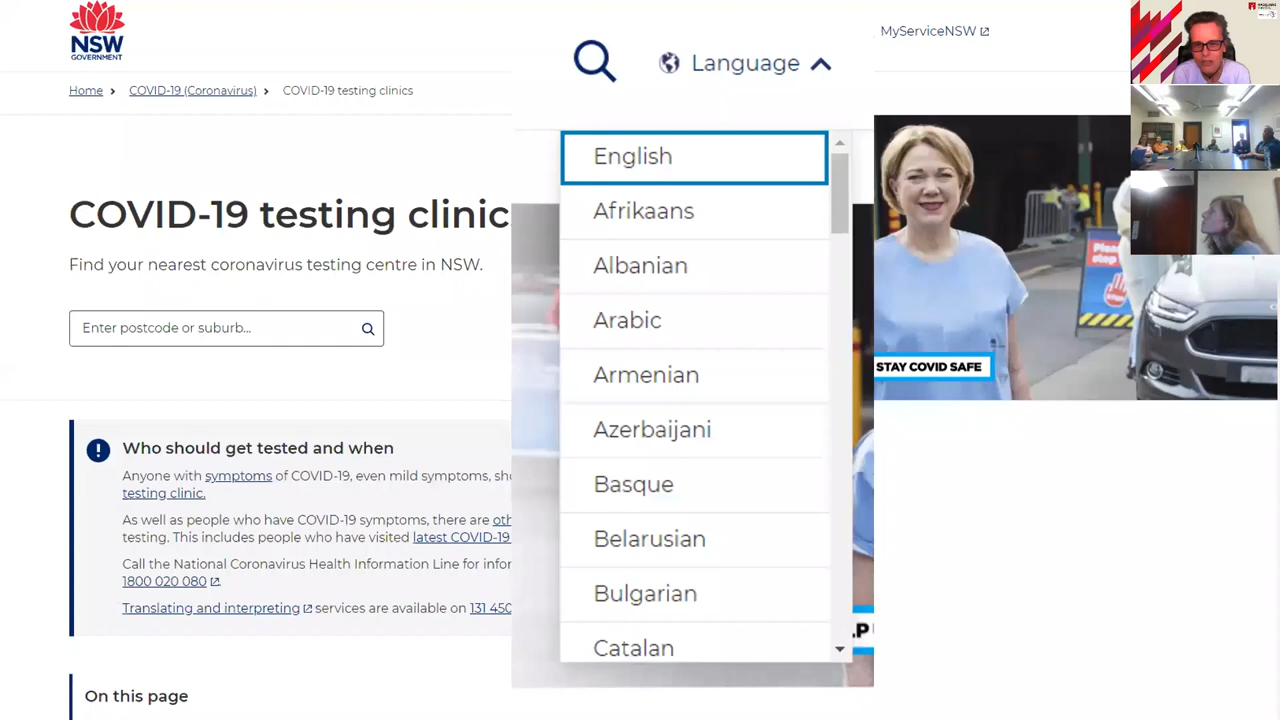 NSW
GOVERNMENT
MyServiceNSW
Home
COVID-19 (Coronavirus)
COVID-19 testing clinics
COVID-19 testing clinic
Find your nearest coronavirus testing centre in NSW.
Enter postcode or suburb...
Who should get tested and when
Anyone with symptoms of COVID-19, even mild symptoms,
testing clinic.
As well as people who have COVID-19 symptoms, there are
testing. This includes people who have visited latest COVID-19
Call the National Coronavirus Health Information Line for
1800 020 080
Translating and interpreting services are available on 131 450
On this page
Language
English
Afrikaans
Albanian
Arabic
Armenian
Azerbaijani
Basque
Belarusian
Bulgarian
Catalan
Please
stop
STAY COVID SAFE